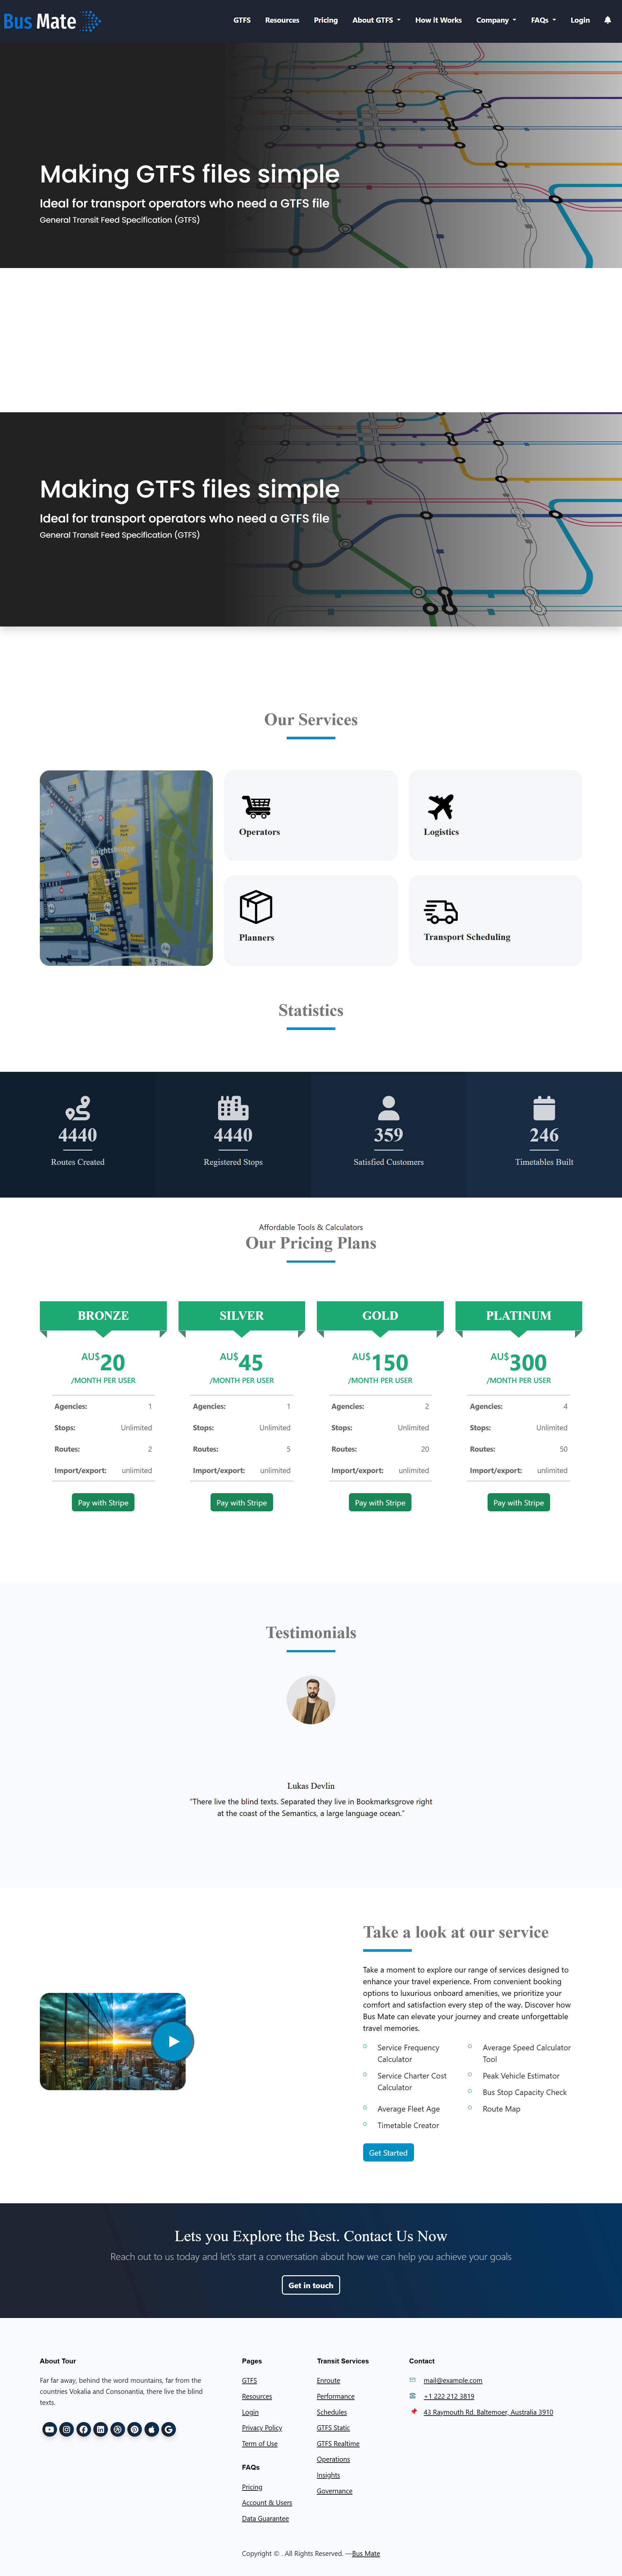 Bus Mate
GTFS Resources Pricing About GTFS How it Works Company FAQs Login
Making GTFS files simple
Ideal for transport operators who need a GTFS file
General Transit Feed Specification (GTFS)
Making GTFS files simple
Ideal for transport operators who need a GTFS file
General Transit Feed Specification (GTFS)
Our Services
Knightsbridge
Operators
Logistics
Planners
Transport Scheduling
Statistics
4440
Routes Created
4440
Registered Stops
359
Satisfied Customers
246
Timetables Built
Affordable Tools & Calculators
Our Pricing Plans
BRONZE
AU$20
/MONTH PER USER
Agencies: 1
Stops: Unlimited
Routes: 2
Import/export: unlimited
Pay with Stripe
SILVER
AU$45
/MONTH PER USER
Agencies: 1
Stops: Unlimited
Routes: 5
Import/export: unlimited
Pay with Stripe
GOLD
AU$150
/MONTH PER USER
Agencies: 2
Stops: Unlimited
Routes: 20
Import/export: unlimited
Pay with Stripe
PLATINUM
AU$300
/MONTH PER USER
Agencies: 4
Stops: Unlimited
Routes: 50
Import/export: unlimited
Pay with Stripe
Testimonials
Lukas Devlin
"There live the blind texts. Separated they live in Bookmarksgrove right
at the coast of the Semantics, a large language ocean."
Take a look at our service
Take a moment to explore our range of services designed to
enhance your travel experience. From convenient booking
options to luxurious onboard amenities, we prioritize your
comfort and satisfaction every step of the way. Discover how
Bus Mate can elevate your journey and create unforgettable
travel memories.
Service Frequency
Calculator
Service Charter Cost
Calculator
Average Fleet Age
Timetable Creator
Average Speed Calculator
Tool
Peak Vehicle Estimator
Bus Stop Capacity Check
Route Map
Get Started
Lets you Explore the Best. Contact Us Now
Reach out to us today and let's start a conversation about how we can help you achieve your goals
Get in touch
About Tour
Far far away, behind the word mountains, far from the
countries Vokalia and Consonantia, there live the blind
texts.
Pages
GTFS
Resources
Login
Privacy Policy
Term of Use
FAQs
Pricing
Account & Users
Data Guarantee
Transit Services
Enroute
Performance
Schedules
GTFS Static
GTFS Realtime
Operations
Insights
Governance
Contact
mail@example.com
+1 222 212 3819
43 Raymouth Rd. Baltemoer, Australia 3910
Copyright © . All Rights Reserved. —Bus Mate